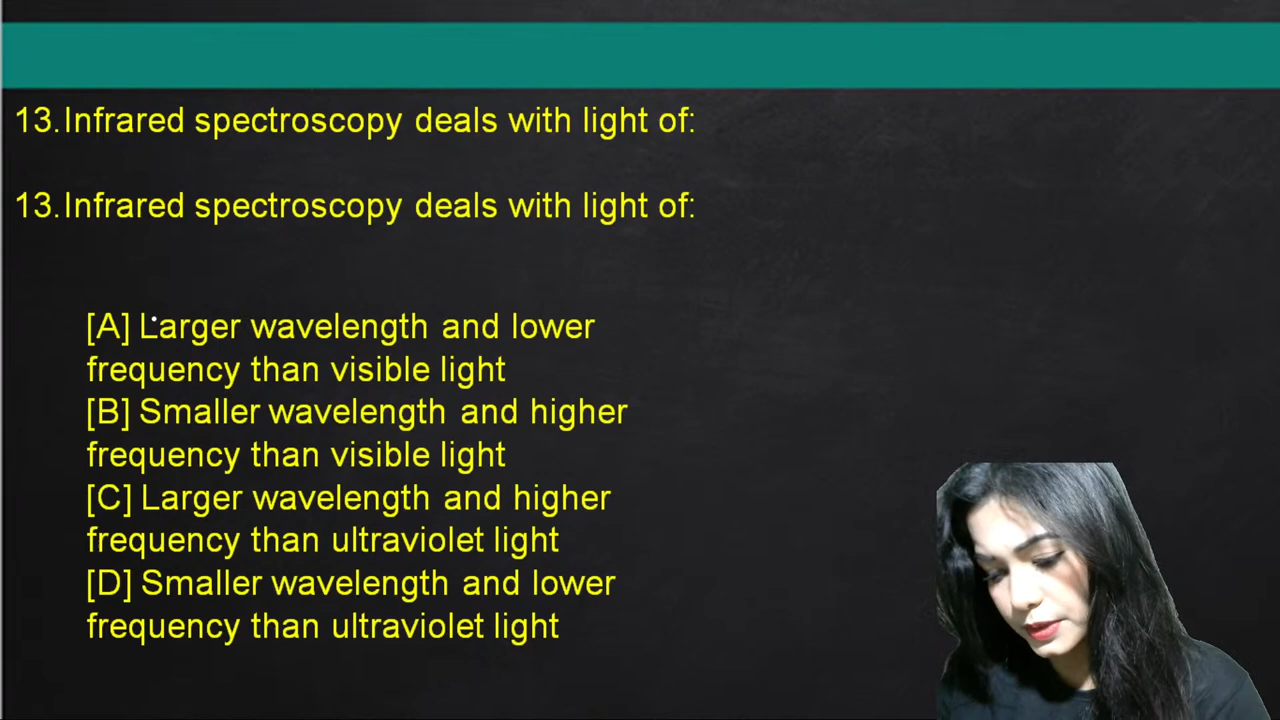 13.Infrared spectroscopy deals with light of:
13.Infrared spectroscopy deals with light of:
[A] Larger wavelength and lower
frequency than visible light
[B] Smaller wavelength and higher
frequency than visible light
[C] Larger wavelength and higher
frequency than ultraviolet light
[D] Smaller wavelength and lower
frequency than ultraviolet light